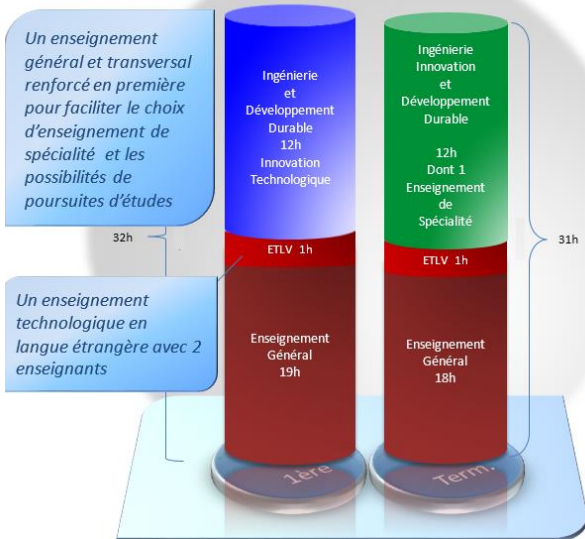 Un enseignement
général et transversal
renforcé en première
pour faciliter le choix
d'enseignement de
spécialité et les
possibilités de
poursuites d'études
32h
Un enseignement
technologique en
langue étrangère avec 2
enseignants
Ingénierie
et
Développement
Durable
12h
Innovation
Technologique
ETLV 1h
Enseignement
Général
19h
1ère
Ingénierie
Innovation
et
Développement
Durable
12h
Dont 1
Enseignement
de
Spécialité
ETLV 1h
Enseignement
Général
18h
Term.
31h